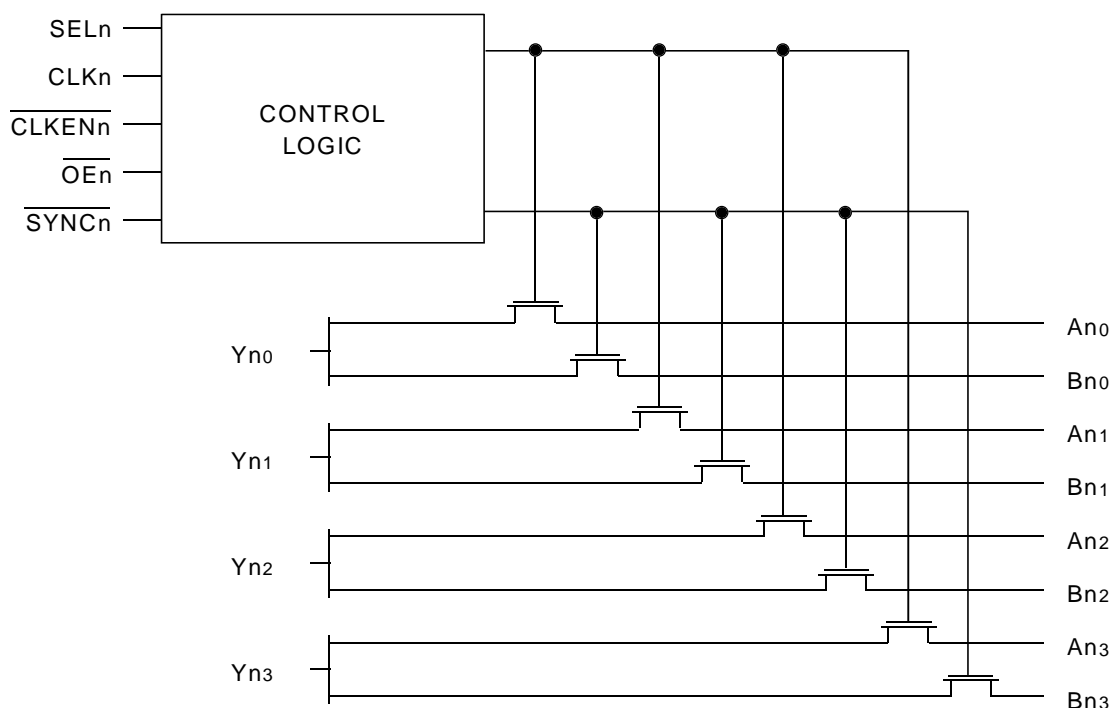 SELn
CLKn
CLKENn
OEn
SYNCn
CONTROL
LOGIC
Yn0
An0
Bn0
Yn1
An1
Bn1
Yn2
An2
Bn2
Yn3
An3
Bn3